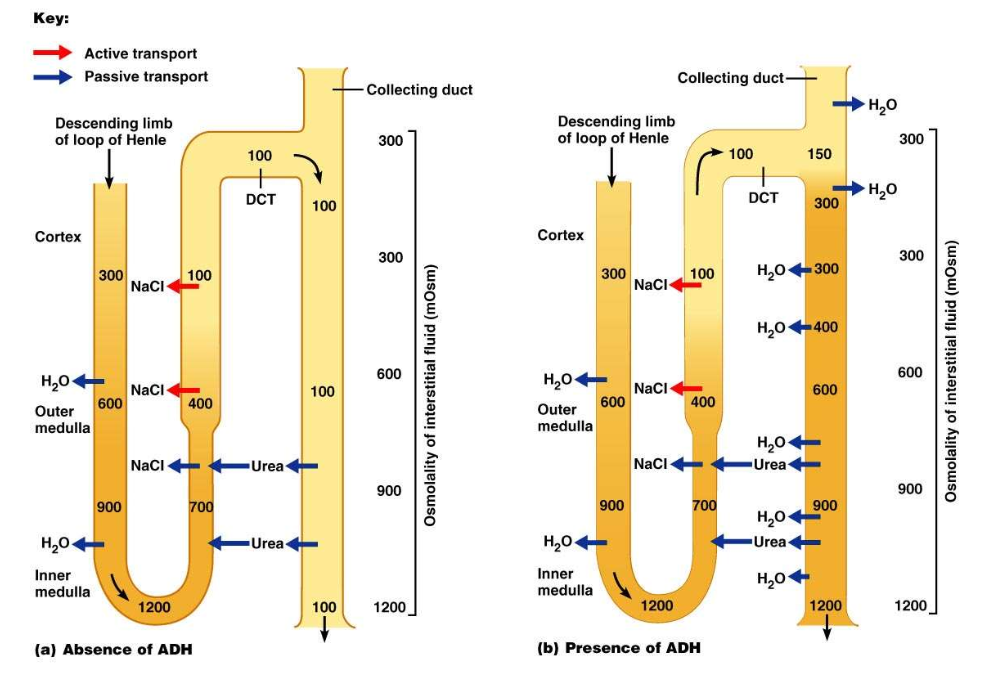 Key:
Active transport
Passive transport
Collecting duct
Descending limb
of loop of Henle
100
DCT
100
300
Cortex
300
100
NaCl
300
H2O
600
NaCl
400
100
600
Outer
medulla
NaCl
Urea
900
700
900
H2O
Urea
Inner
medulla
1200
100
1200
Osmolality of interstitial fluid (mOsm)
(a) Absence of ADH
Collecting duct
H2O
Descending limb
of loop of Henle
100
150
300
DCT
H2O
300
Cortex
300
100
NaCl
H2O
300
300
H2O
400
H2O
600
NaCl
400
600
600
Outer
medulla
H2O
NaCl
Urea
900
700
H2O
900
900
H2O
Urea
Inner
medulla
H2O
1200
1200
1200
Osmolality of interstitial fluid (mOsm)
(b) Presence of ADH